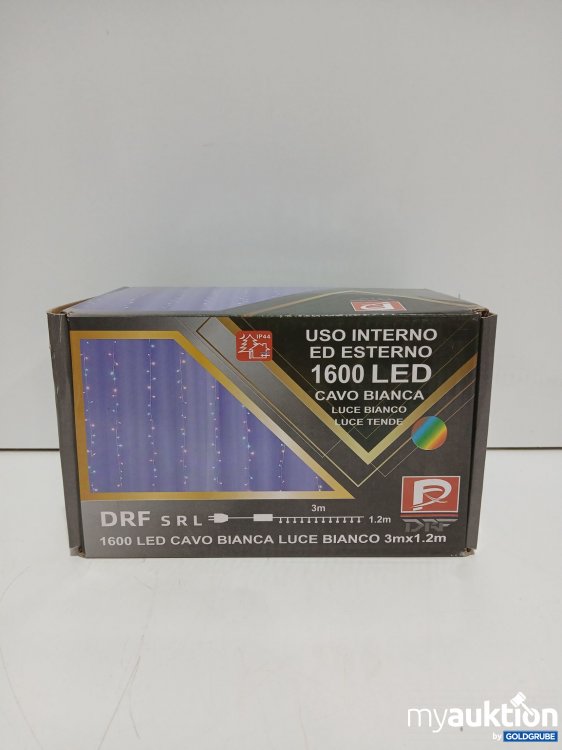 IP44
USO INTERNO
ED ESTERNO
1600 LED
CAVO BIANCA
LUCE BIANCO
LUCE TENDE
3m
DRF SRL
1.2m
DRF
1600 LED CAVO BIANCA LUCE BIANCO 3mx1.2m
myauktion
by GOLDGRUBE